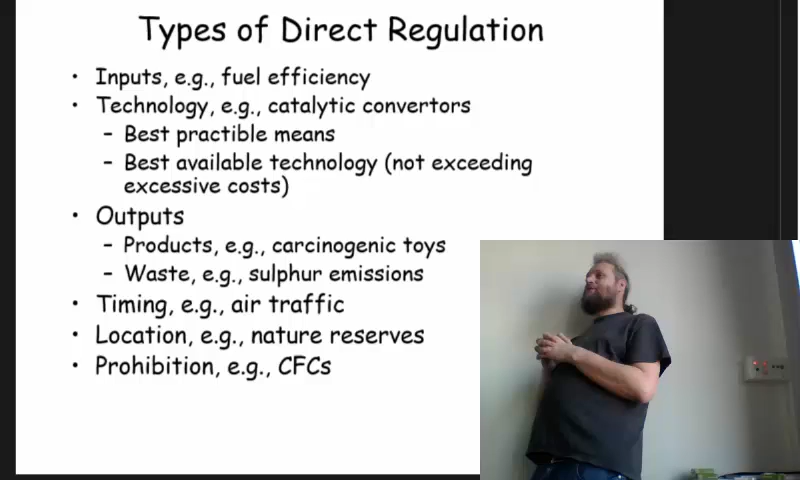 Types of Direct Regulation
• Inputs, e.g., fuel efficiency
• Technology, e.g., catalytic convertors
– Best practible means
– Best available technology (not exceeding
excessive costs)
• Outputs
– Products, e.g., carcinogenic toys
– Waste, e.g., sulphur emissions
• Timing, e.g., air traffic
• Location, e.g., nature reserves
• Prohibition, e.g., CFCs